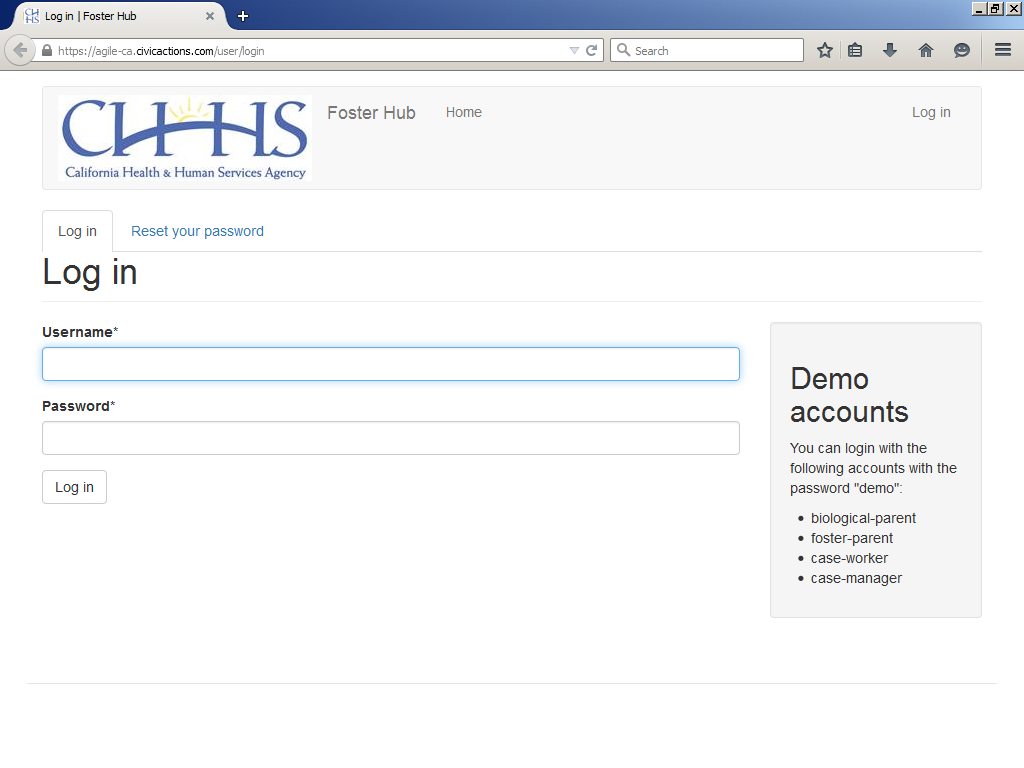 Log in | Foster Hub
https://agile-ca.civicactions.com/user/login
Search
CHHS
California Health & Human Services Agency
Foster Hub
Home
Log in
Log in
Reset your password
Log in
Username*
Password*
Log in
Demo
accounts
You can login with the
following accounts with the
password "demo":
biological-parent
foster-parent
case-worker
case-manager